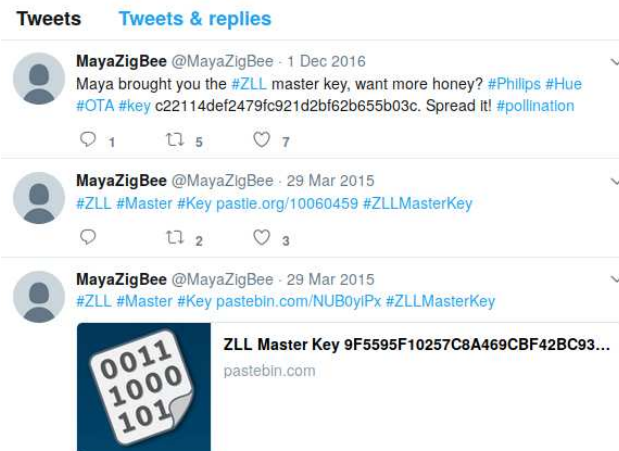 Tweets Tweets & replies
MayaZigBee @MayaZigBee · 1 Dec 2016
Maya brought you the #ZLL master key, want more honey? #Philips #Hue
#OTA #key c22114def2479fc921d2bf62b655b03c. Spread it! #pollination
1 5 7
MayaZigBee @MayaZigBee · 29 Mar 2015
#ZLL #Master #Key pastie.org/10060459 #ZLLMasterKey
2 3
MayaZigBee @MayaZigBee · 29 Mar 2015
#ZLL #Master #Key pastebin.com/NUB0yiPx #ZLLMasterKey
0011
1000
101
ZLL Master Key 9F5595F10257C8A469CBF42BC93...
pastebin.com